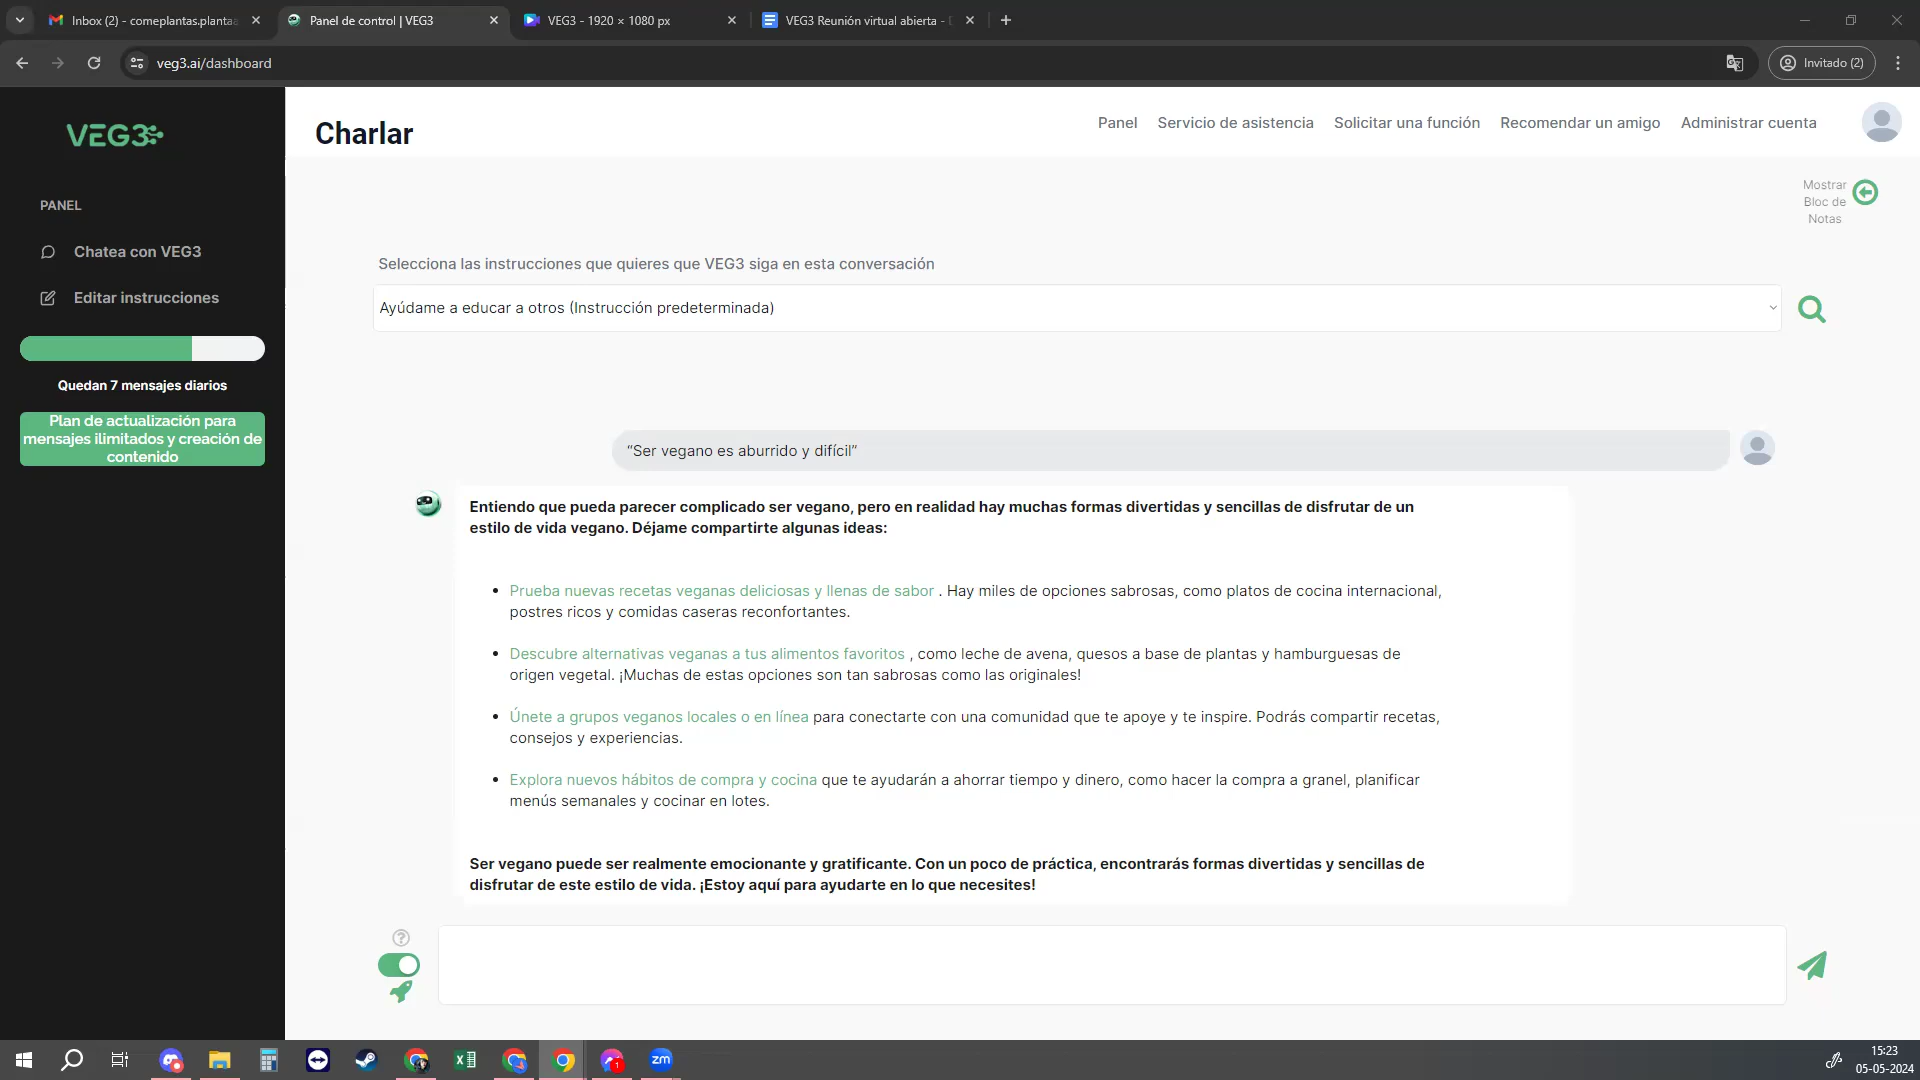 Inbox (2) - comeplantas.planta
Panel de control | VEG3
VEG3 - 1920 × 1080 px
VEG3 Reunión virtual abierta -
veg3.ai/dashboard
Invitado (2)
VEG3
Charlar
Panel
Servicio de asistencia
Solicitar una función
Recomendar un amigo
Administrar cuenta
PANEL
Chatea con VEG3
Editar instrucciones
Quedan 7 mensajes diarios
Plan de actualización para
mensajes ilimitados y creación de
contenido
Mostrar
Bloc de
Notas
Selecciona las instrucciones que quieres que VEG3 siga en esta conversación
Ayúdame a educar a otros (Instrucción predeterminada)
“Ser vegano es aburrido y difícil”
Entiendo que pueda parecer complicado ser vegano, pero en realidad hay muchas formas divertidas y sencillas de disfrutar de un
estilo de vida vegano. Déjame compartirte algunas ideas:
• Prueba nuevas recetas veganas deliciosas y llenas de sabor . Hay miles de opciones sabrosas, como platos de cocina internacional,
postres ricos y comidas caseras reconfortantes.
• Descubre alternativas veganas a tus alimentos favoritos , como leche de avena, quesos a base de plantas y hamburguesas de
origen vegetal. ¡Muchas de estas opciones son tan sabrosas como las originales!
• Únete a grupos veganos locales o en línea para conectarte con una comunidad que te apoye y te inspire. Podrás compartir recetas,
consejos y experiencias.
• Explora nuevos hábitos de compra y cocina que te ayudarán a ahorrar tiempo y dinero, como hacer la compra a granel, planificar
menús semanales y cocinar en lotes.
Ser vegano puede ser realmente emocionante y gratificante. Con un poco de práctica, encontrarás formas divertidas y sencillas de
disfrutar de este estilo de vida. ¡Estoy aquí para ayudarte en lo que necesites!
zm
15:23
05-05-2024